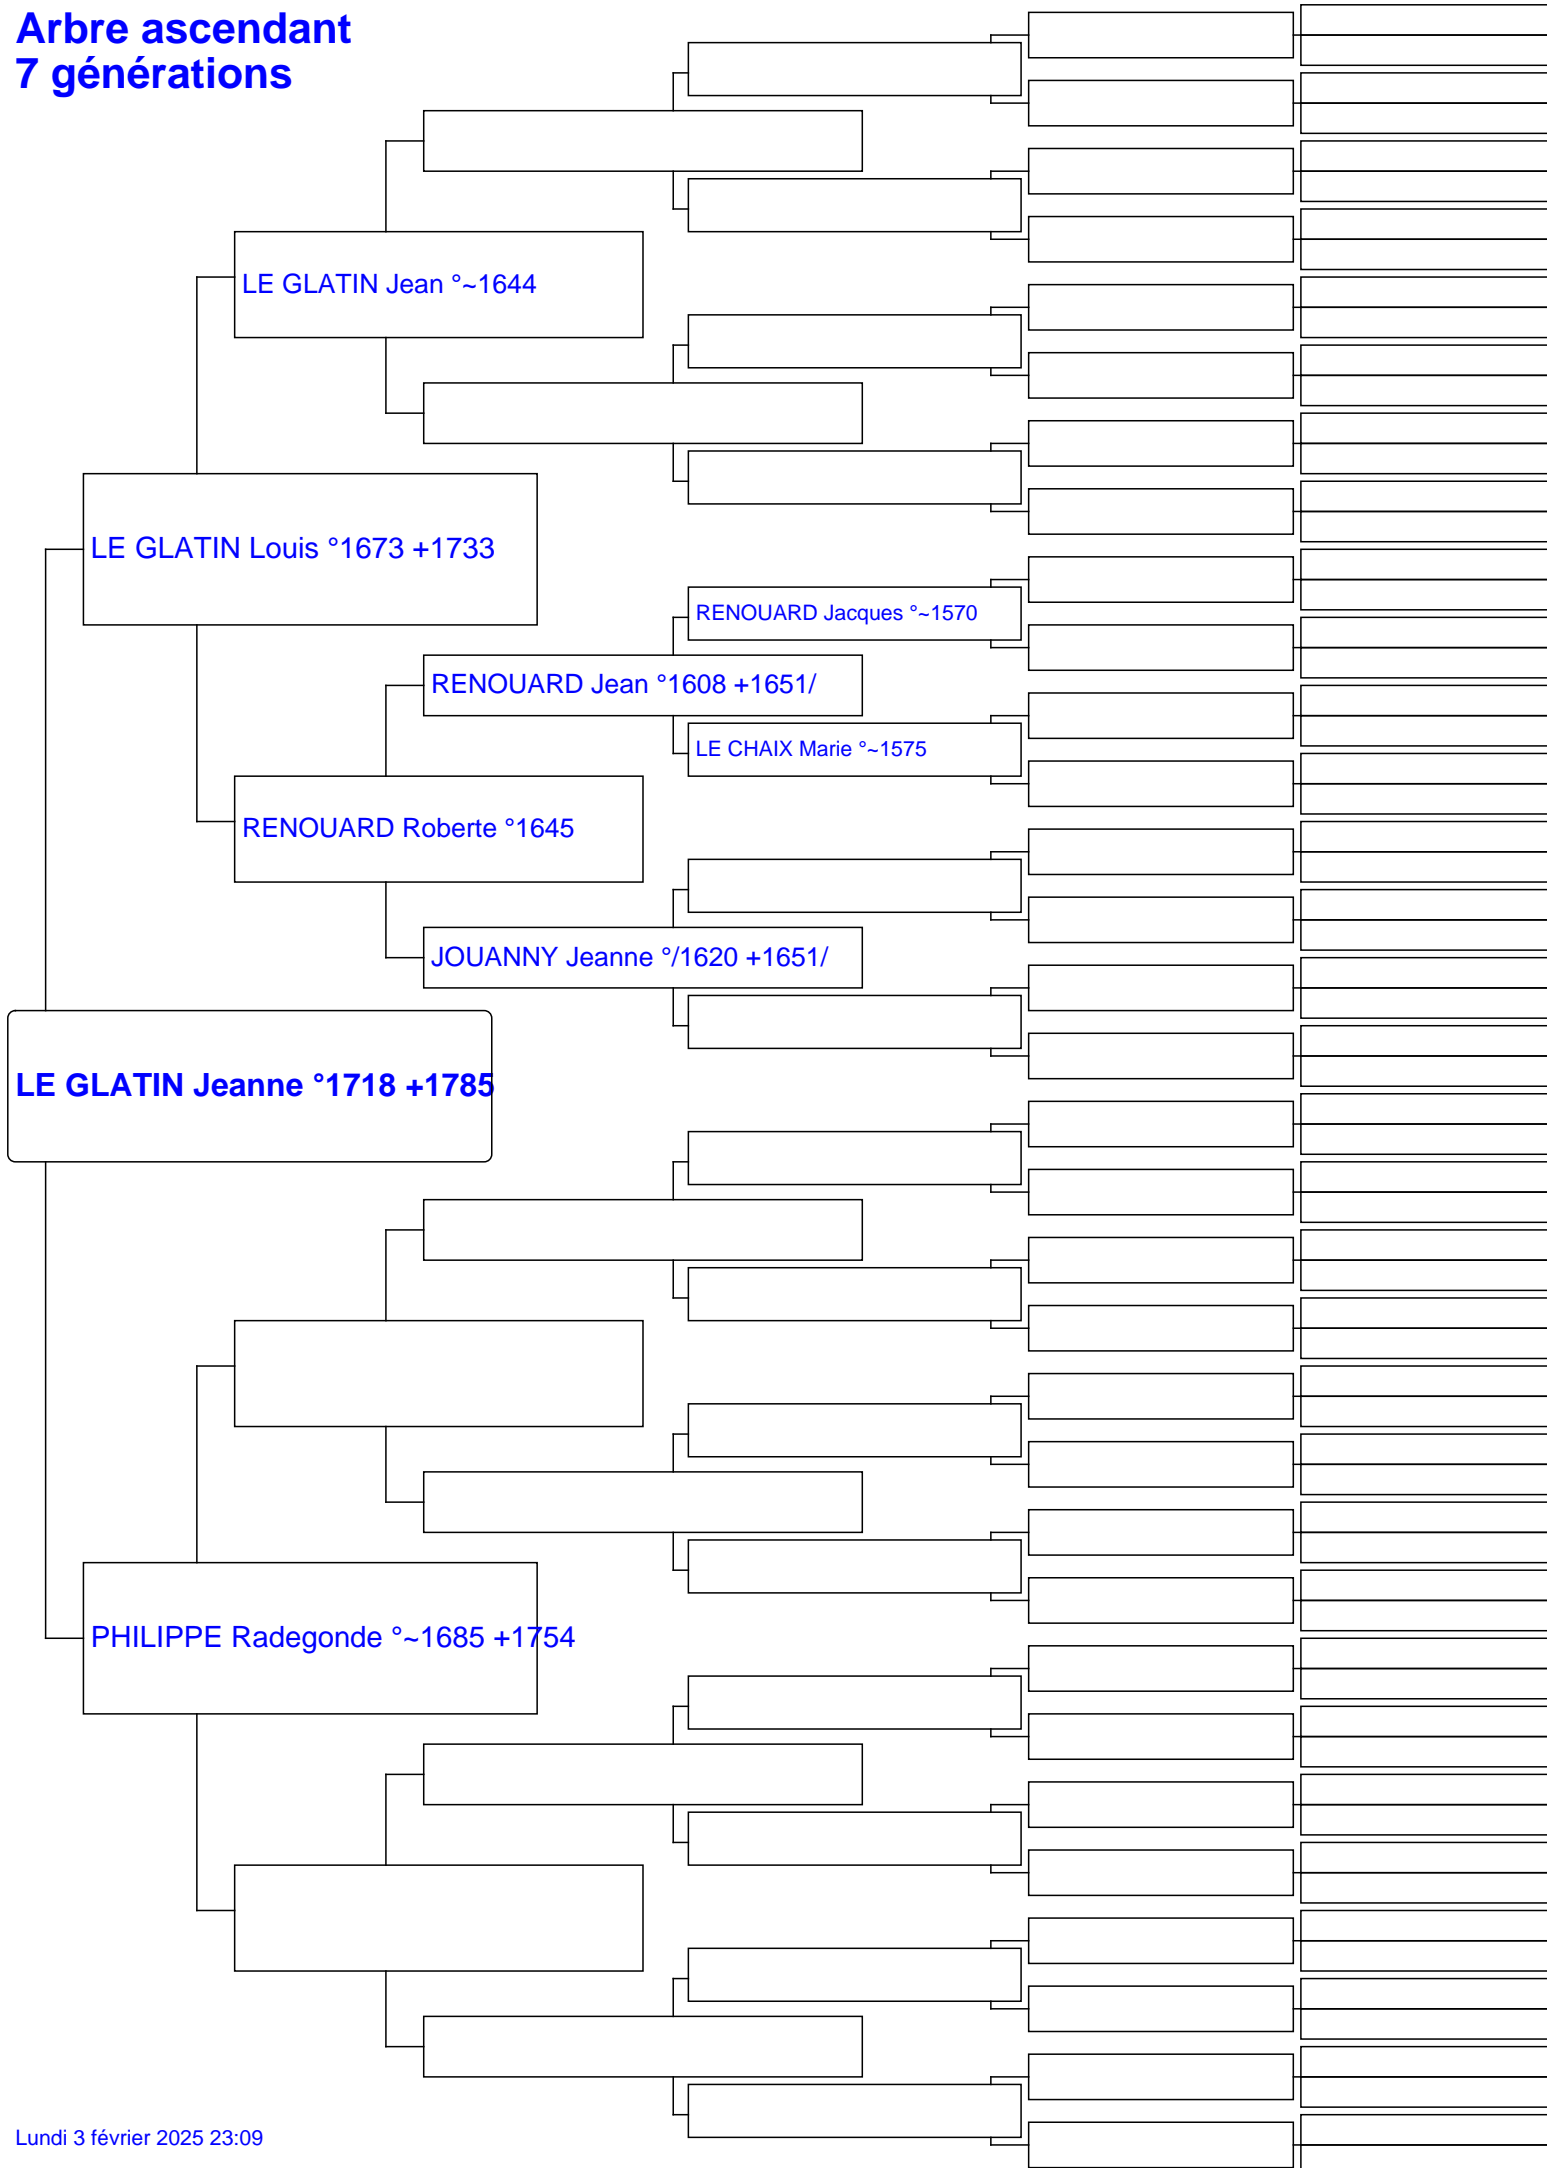 Arbre ascendant
7 générations
LE GLATIN Jean °~1644
LE GLATIN Louis °1673 +1733
RENOUARD Jacques °~1570
RENOUARD Jean °1608 +1651/
LE CHAIX Marie °~1575
RENOUARD Roberte °1645
JOUANNY Jeanne °/1620 +1651/
LE GLATIN Jeanne °1718 +1785
PHILIPPE Radegonde °~1685 +1754
Lundi 3 février 2025 23:09